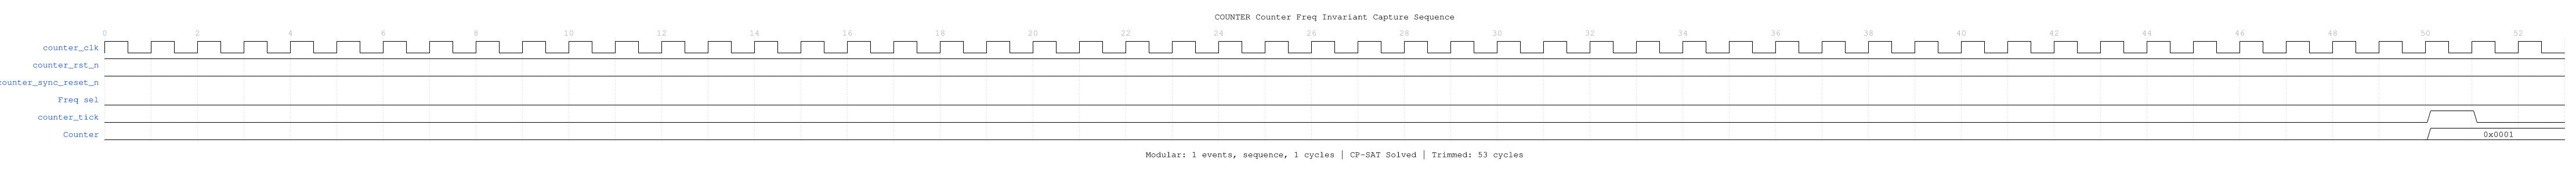 COUNTER Counter Freq Invariant Capture Sequence
0 2 4 6 8 10 12 14 16 18 20 22 24 26 28 30 32 34 36 38 40 42 44 46 48 50 52
counter_clk
counter_rst_n
counter_sync_reset_n
Freq sel
counter_tick
Counter 0x0001
Modular: 1 events, sequence, 1 cycles | CP-SAT Solved | Trimmed: 53 cycles